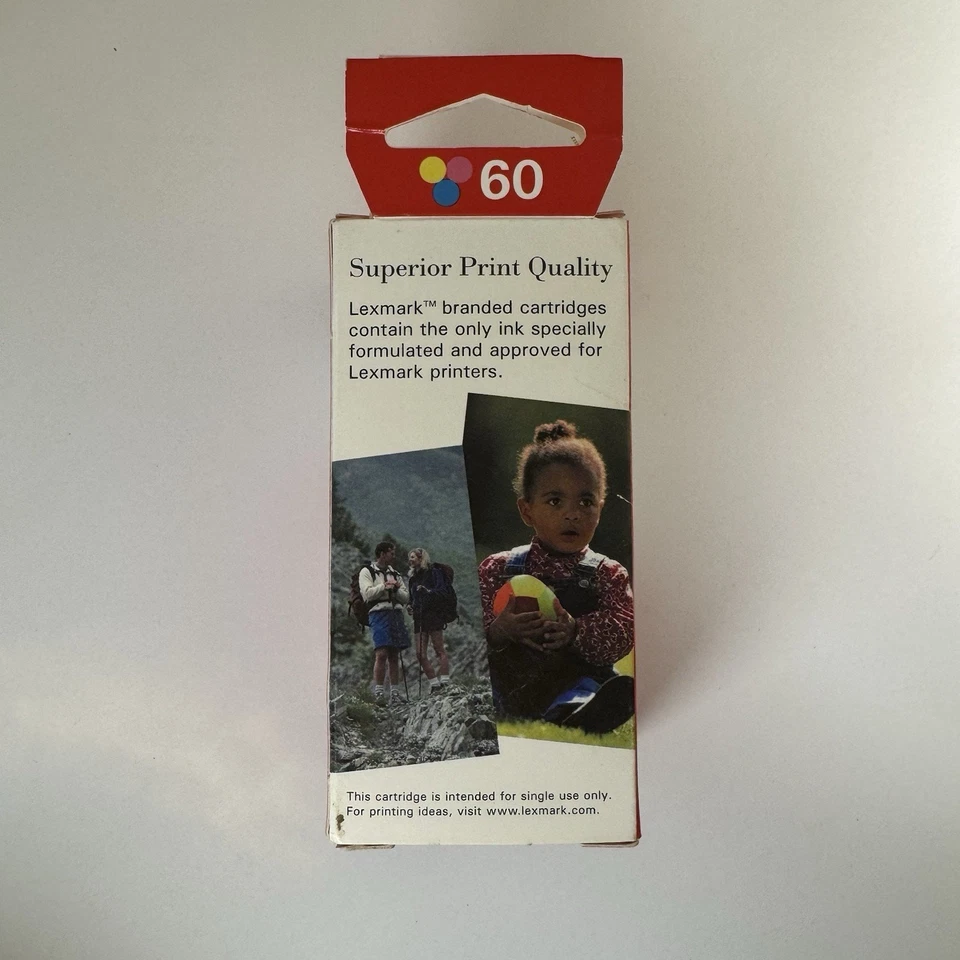 60
Superior Print Quality
Lexmark™ branded cartridges
contain the only ink specially
formulated and approved for
Lexmark printers.
This cartridge is intended for single use only.
For printing ideas, visit www.lexmark.com.